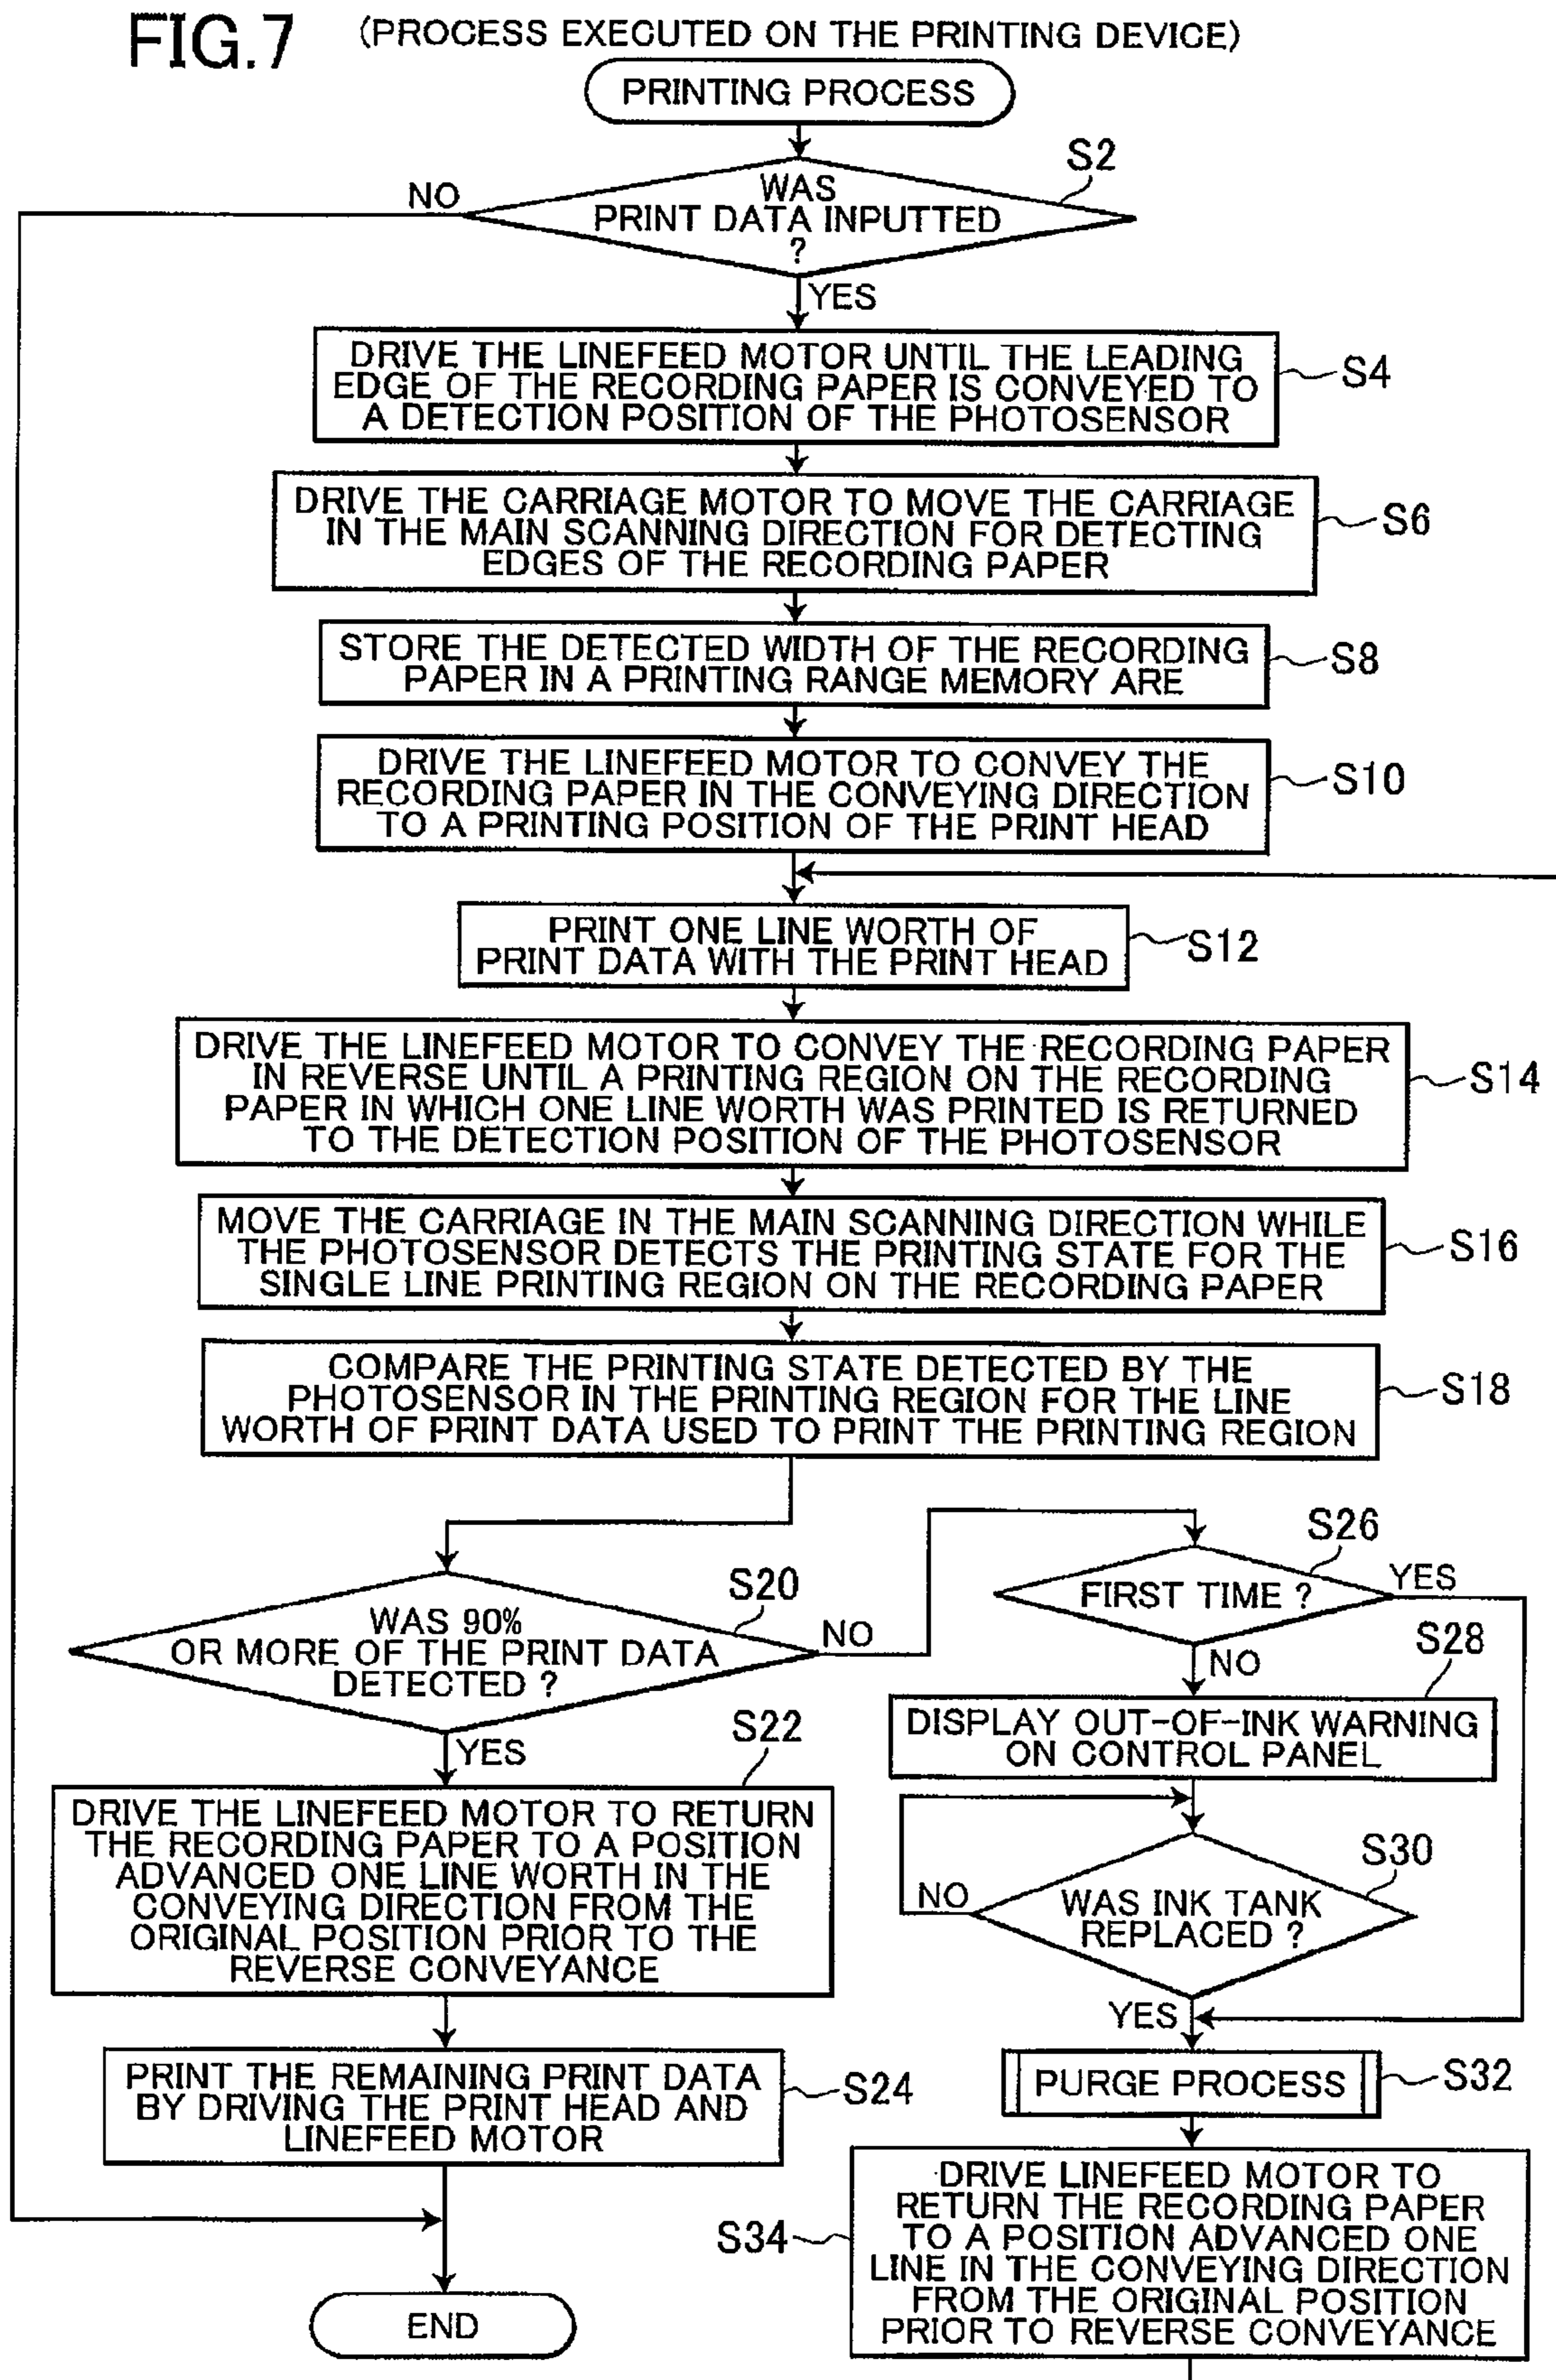 FIG.7 (PROCESS EXECUTED ON THE PRINTING DEVICE)
PRINTING PROCESS
S2
NO
WAS
PRINT DATA INPUTTED
?
YES
DRIVE THE LINEFEED MOTOR UNTIL THE LEADING
EDGE OF THE RECORDING PAPER IS CONVEYED TO
A DETECTION POSITION OF THE PHOTOSENSOR
S4
DRIVE THE CARRIAGE MOTOR TO MOVE THE CARRIAGE
IN THE MAIN SCANNING DIRECTION FOR DETECTING
EDGES OF THE RECORDING PAPER
S6
STORE THE DETECTED WIDTH OF THE RECORDING
PAPER IN A PRINTING RANGE MEMORY ARE
S8
DRIVE THE LINEFEED MOTOR TO CONVEY THE
RECORDING PAPER IN THE CONVEYING DIRECTION
TO A PRINTING POSITION OF THE PRINT HEAD
S10
PRINT ONE LINE WORTH OF
PRINT DATA WITH THE PRINT HEAD
S12
DRIVE THE LINEFEED MOTOR TO CONVEY THE RECORDING PAPER
IN REVERSE UNTIL A PRINTING REGION ON THE RECORDING
PAPER IN WHICH ONE LINE WORTH WAS PRINTED IS RETURNED
TO THE DETECTION POSITION OF THE PHOTOSENSOR
S14
MOVE THE CARRIAGE IN THE MAIN SCANNING DIRECTION WHILE
THE PHOTOSENSOR DETECTS THE PRINTING STATE FOR THE
SINGLE LINE PRINTING REGION ON THE RECORDING PAPER
S16
COMPARE THE PRINTING STATE DETECTED BY THE
PHOTOSENSOR IN THE PRINTING REGION FOR THE LINE
WORTH OF PRINT DATA USED TO PRINT THE PRINTING REGION
S18
S20
WAS 90%
OR MORE OF THE PRINT DATA
DETECTED ?
NO
YES
S22
DRIVE THE LINEFEED MOTOR TO RETURN
THE RECORDING PAPER TO A POSITION
ADVANCED ONE LINE WORTH IN THE
CONVEYING DIRECTION FROM THE
ORIGINAL POSITION PRIOR TO THE
REVERSE CONVEYANCE
PRINT THE REMAINING PRINT DATA
BY DRIVING THE PRINT HEAD AND
LINEFEED MOTOR
S24
END
S26
FIRST TIME ?
YES
NO
S28
DISPLAY OUT-OF-INK WARNING
ON CONTROL PANEL
S30
NO
WAS INK TANK
REPLACED ?
YES
PURGE PROCESS
S32
DRIVE LINEFEED MOTOR TO
RETURN THE RECORDING PAPER
TO A POSITION ADVANCED ONE
LINE IN THE CONVEYING DIRECTION
FROM THE ORIGINAL POSITION
PRIOR TO REVERSE CONVEYANCE
S34